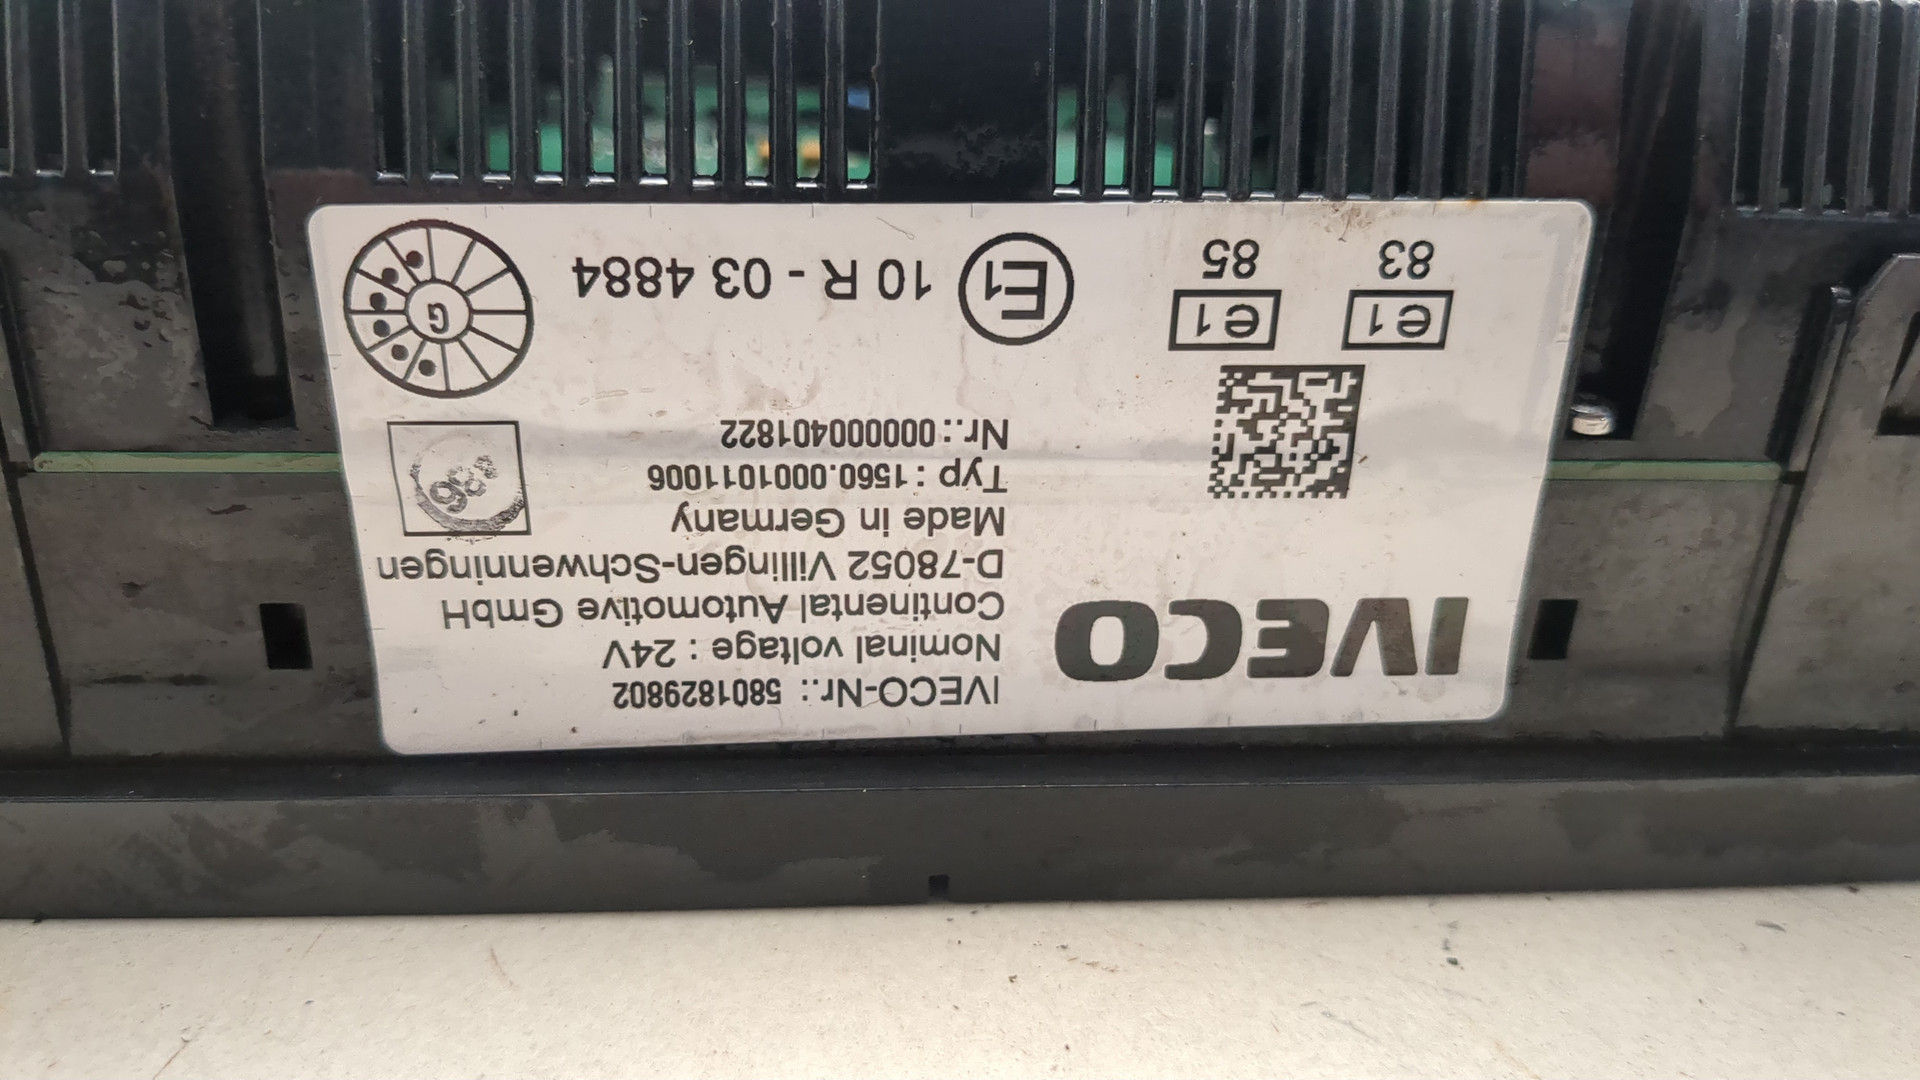 IVECO
IVECO-Nr.: 5801829802
Nominal voltage : 24V
Continental Automotive GmbH
D-78052 Villingen-Schwenningen
Made in Germany
Typ : 1560.0001011006
Nr.: 00000401822
e1
e1
83
85
E1
10 R - 03 4884
G